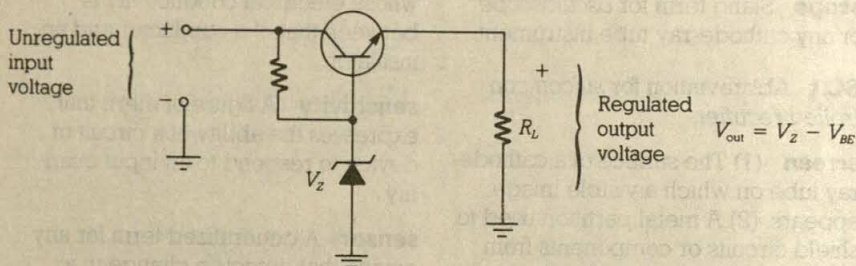 Unregulated
input
voltage
+
−
V_Z
R_L
+
Regulated
output
voltage
V_out = V_Z − V_BE